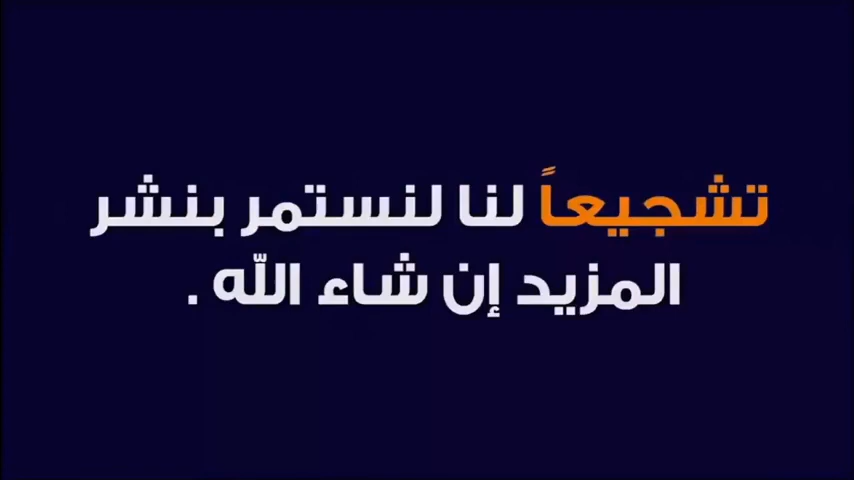 تشجيعاً لنا لنستمر بنشر
المزيد إن شاء الله .